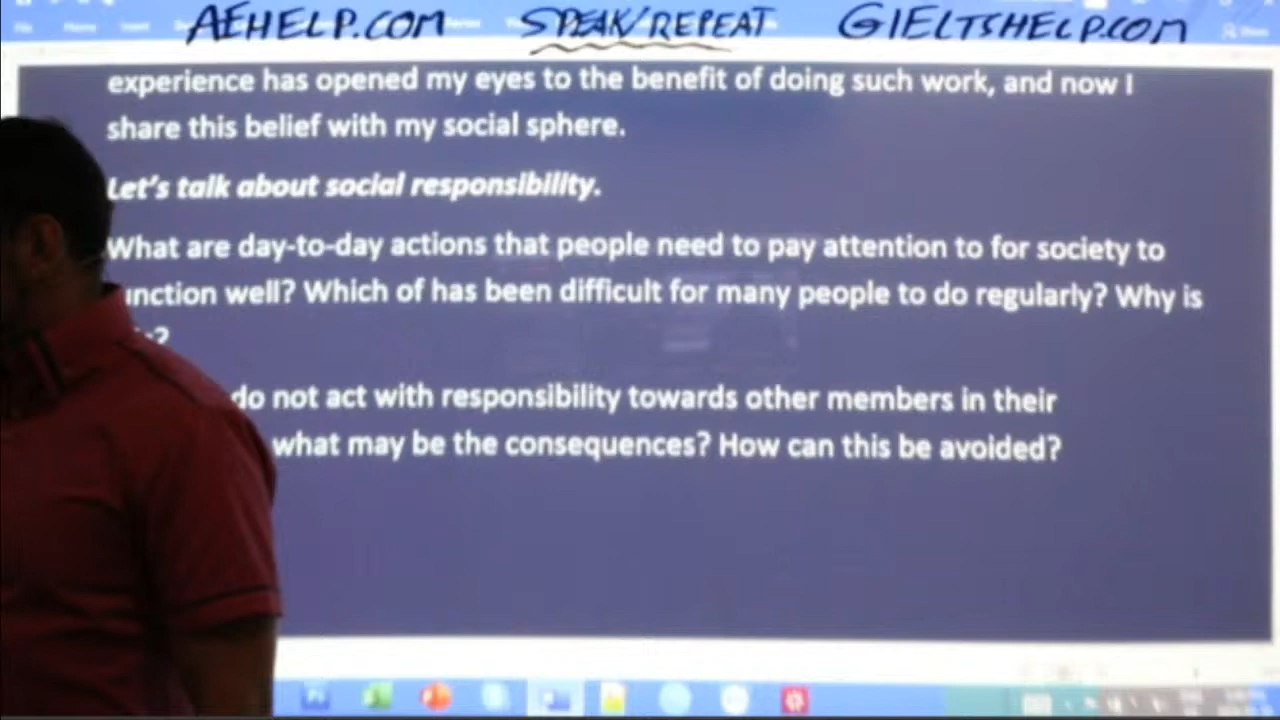 AEHELP.COM SPEAK/REPEAT GIELTSHELP.COM
experience has opened my eyes to the benefit of doing such work, and now I
share this belief with my social sphere.
Let's talk about social responsibility.
What are day-to-day actions that people need to pay attention to for society to
unction well? Which of has been difficult for many people to do regularly? Why is
?
do not act with responsibility towards other members in their
what may be the consequences? How can this be avoided?